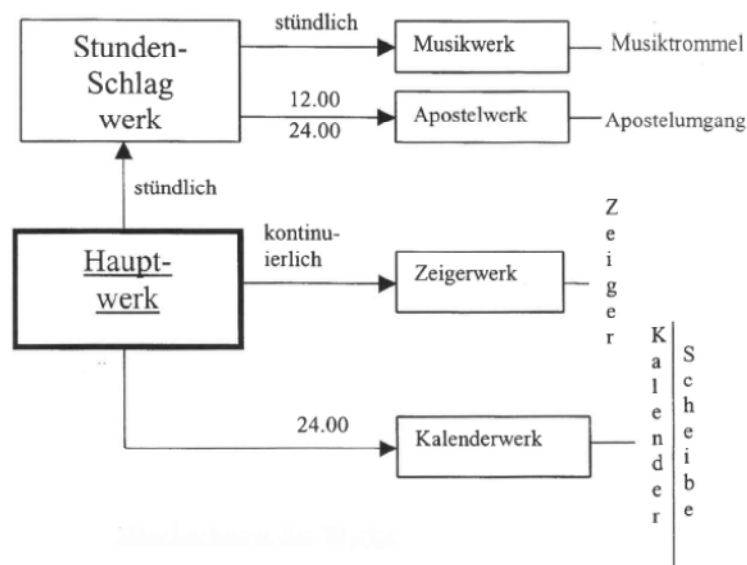 Stunden-
Schlag
werk
stündlich
Musikwerk
Musiktrommel
12.00
24.00
Apostelwerk
Apostelumgang
stündlich
Haupt-
werk
kontinu-
ierlich
Zeigerwerk
Zeiger
24.00
Kalenderwerk
Kalender
Scheibe